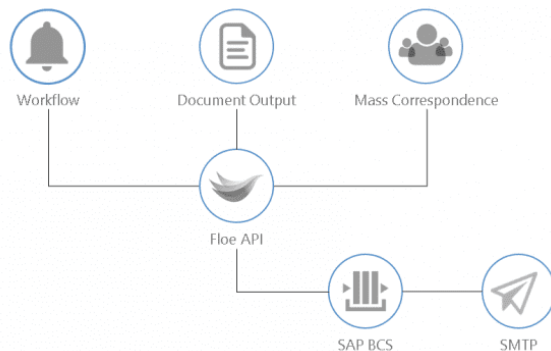 Workflow
Document Output
Mass Correspondence
Floe API
SAP BCS
SMTP